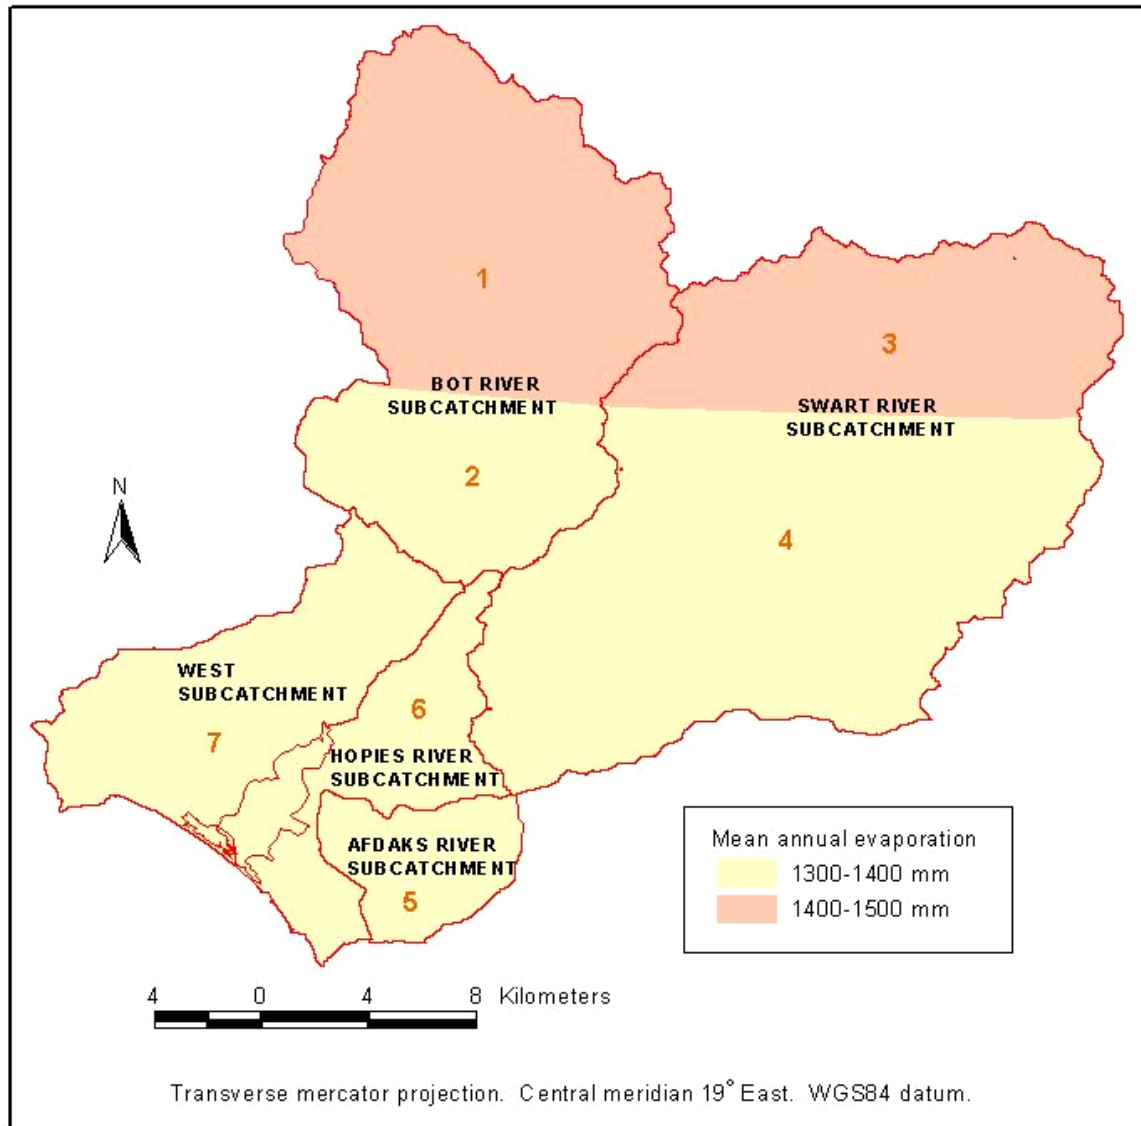 1
3
BOT RIVER
SUBCATCHMENT
SWART RIVER
SUBCATCHMENT
2
N
4
WEST
SUBCATCHMENT
6
7
HOPIES RIVER
SUBCATCHMENT
AFDAKS RIVER
SUBCATCHMENT
5
Mean annual evaporation
1300-1400 mm
1400-1500 mm
4 0 4 8 Kilometers
Transverse mercator projection. Central meridian 19° East. WGS84 datum.